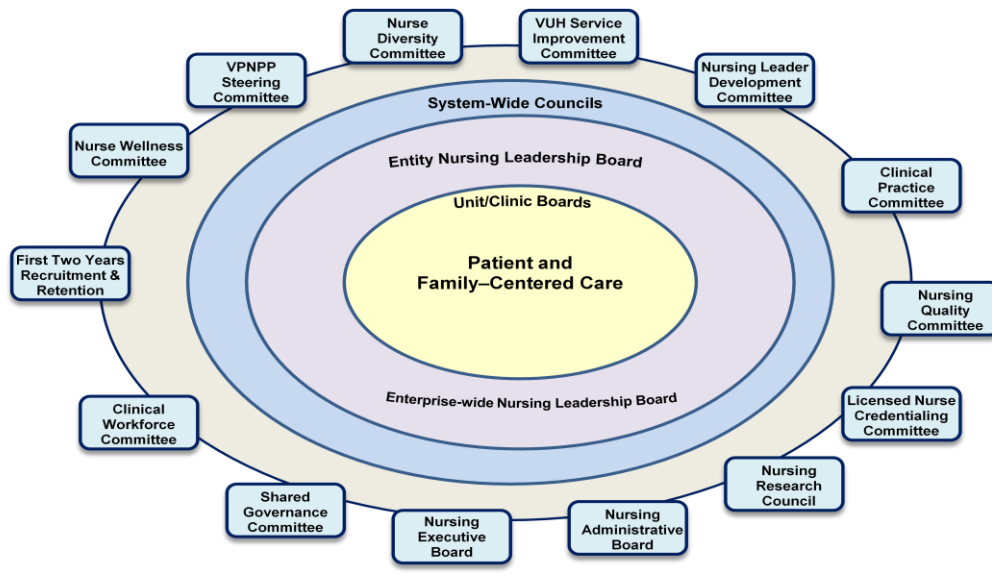 Nurse
Diversity
Committee
VUH Service
Improvement
Committee
VPNPP
Steering
Committee
Nursing Leader
Development
Committee
System-Wide Councils
Nurse Wellness
Committee
Entity Nursing Leadership Board
Clinical
Practice
Committee
Unit/Clinic Boards
First Two Years
Recruitment &
Retention
Patient and
Family–Centered Care
Nursing
Quality
Committee
Enterprise-wide Nursing Leadership Board
Clinical
Workforce
Committee
Licensed Nurse
Credentialing
Committee
Shared
Governance
Committee
Nursing
Research
Council
Nursing
Executive
Board
Nursing
Administrative
Board